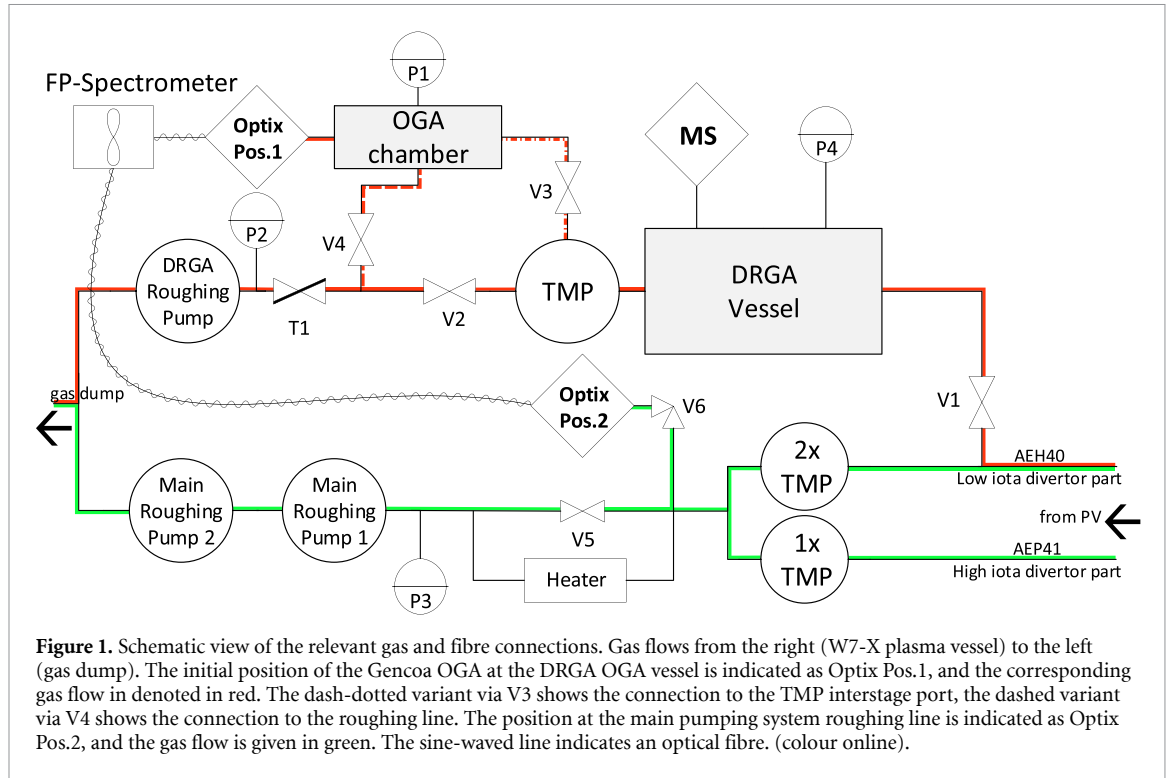 FP-Spectrometer
P1
Optix
Pos.1
OGA
chamber
MS
P4
V3
P2
V4
DRGA
Roughing
Pump
T1
V2
TMP
DRGA
Vessel
V1
gas dump
Optix
Pos.2
V6
2x
TMP
AEH40
Low iota divertor part
from PV
Main
Roughing
Pump 2
Main
Roughing
Pump 1
V5
1x
TMP
AEP41
High iota divertor part
P3
Heater
Figure 1. Schematic view of the relevant gas and fibre connections. Gas flows from the right (W7-X plasma vessel) to the left
(gas dump). The initial position of the Gencoa OGA at the DRGA OGA vessel is indicated as Optix Pos.1, and the corresponding
gas flow in denoted in red. The dash-dotted variant via V3 shows the connection to the TMP interstage port, the dashed variant
via V4 shows the connection to the roughing line. The position at the main pumping system roughing line is indicated as Optix
Pos.2, and the gas flow is given in green. The sine-waved line indicates an optical fibre. (colour online).